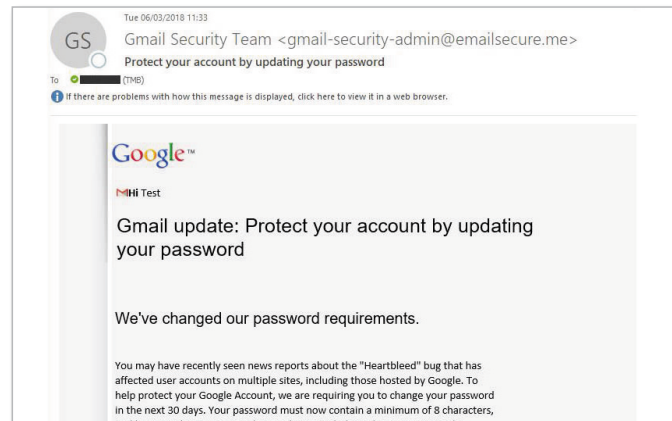 Tue 06/03/2018 11:33
GS
Gmail Security Team <gmail-security-admin@emailsecure.me>
Protect your account by updating your password
To (TMB)
If there are problems with how this message is displayed, click here to view it in a web browser.
Google™
Hi Test
Gmail update: Protect your account by updating
your password
We've changed our password requirements.
You may have recently seen news reports about the "Heartbleed" bug that has
affected user accounts on multiple sites, including those hosted by Google. To
help protect your Google Account, we are requiring you to change your password
in the next 30 days. Your password must now contain a minimum of 8 characters,